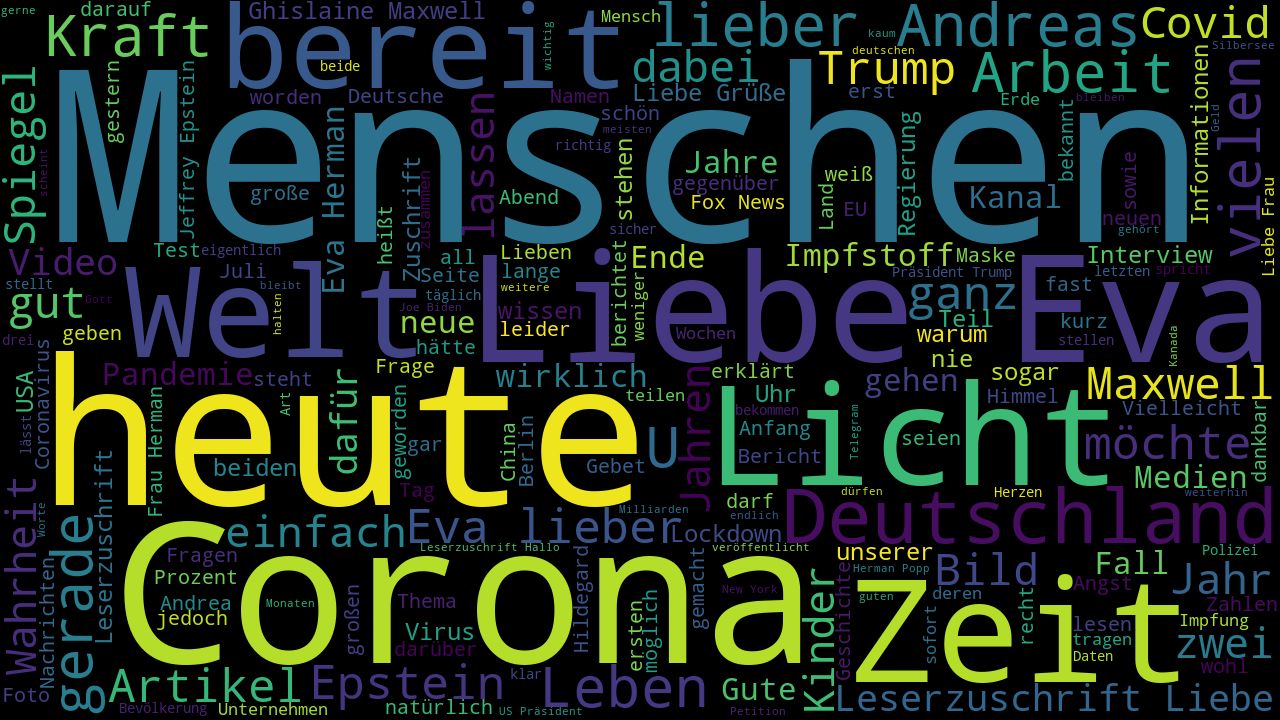 gerne
darauf
Ghislaine Maxwell
Mensch
lieber Andreas
Covid
Kraft
bereit
wichtig
beide
kaum
deutschen
Silbersee
dabei
Trump
Arbeit
Spiegel
gestern
Jeffrey Epstein
worden
Deutsche
Namen
Liebe Grüße
erst
Erde
bleiben
Geld
vielen
Menschen
Eva Herman
lassen
schön
meisten
richtig
stehen
Jahre
gegenüber
Fox News
weiß
Land
EU
Regierung
Kanal
bekannt
sowie
neuen
gehört
Informationen
Liebe Frau
scheint
große
heißt
Zuschrift
zusammen
Abend
sicher
Test
eigentlich
Video
Juli
all
Seite
Lieben
lange
Ende
Impfstoff
Maske
Interview
Präsident Trump
letzten
spricht
stellt
Gott
gut
bleibt
Welt
halten
täglich
Joe Biden
weitere
wissen
Liebe
berichtet
weniger
ganz
Teil
fast
Eva
drei
geben
neue
leider
hätte
Wochen
warum
kurz
stellen
Kanada
nie
Coronavirus
USA
Pandemie
steht
Frage
wirklich
teilen
erklärt
gehen
sogar
Maxwell
Art
dafür
Jahren
Uhr
Himmel
Vielleicht
lässt
heute
geworden
bekommen
Licht
Frau Herman
gar
China
Berlin
U
Anfang
Telegram
seien
möchte
dankbar
beiden
Gebet
Bericht
Medien
Leserzuschrift
Tag
darf
dürfen
Herzen
weiterhin
Wahrheit
Worte
gerade
einfach
Eva lieber
Milliarden
endlich
Lockdown
Deutschland
Nachrichten
Fragen
Leserzuschrift Hallo
veröffentlicht
unserer
Bild
Fall
Polizei
Prozent
Corona
Hildegard
gemacht
Herman Popp
Zeit
deren
Angst
Jahr
Andrea
Monaten
großen
Thema
New York
Kinder
guten
Geschichte
recht
Zahlen
jedoch
Virus
ersten
möglich
sofort
lesen
Impfung
darüber
tragen
zwei
Daten
wohl
Foto
Artikel
Epstein
klar
Leben
Gute
Leserzuschrift Liebe
Bevölkerung
Unternehmen
natürlich
US Präsident
Petition